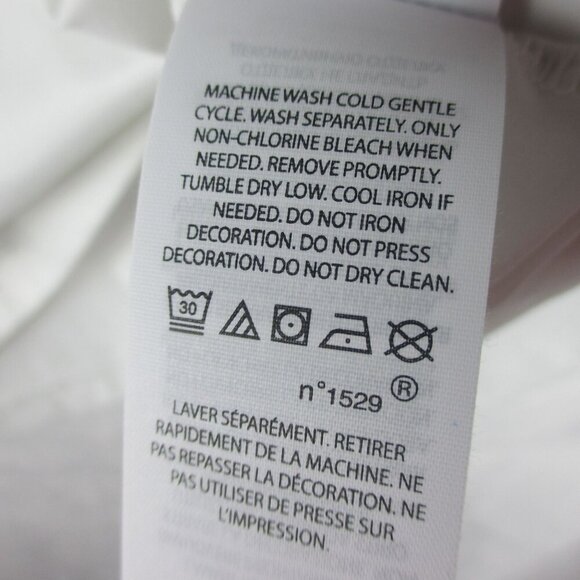 MACHINE WASH COLD GENTLE
CYCLE. WASH SEPARATELY. ONLY
NON-CHLORINE BLEACH WHEN
NEEDED. REMOVE PROMPTLY.
TUMBLE DRY LOW. COOL IRON IF
NEEDED. DO NOT IRON
DECORATION. DO NOT PRESS
DECORATION. DO NOT DRY CLEAN.
30
n°1529 ®
LAVER SÉPARÉMENT. RETIRER
RAPIDEMENT DE LA MACHINE. NE
PAS REPASSER LA DÉCORATION. NE
PAS UTILISER DE PRESSE SUR
L'IMPRESSION.